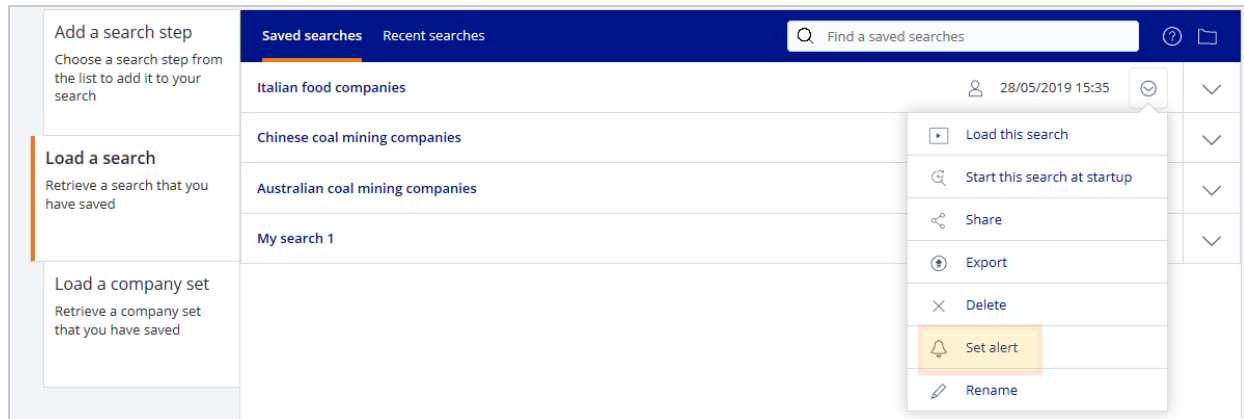 Add a search step
Choose a search step from
the list to add it to your
search
Load a search
Retrieve a search that you
have saved
Load a company set
Retrieve a company set
that you have saved
Saved searches Recent searches Find a saved searches
Italian food companies 28/05/2019 15:35
Chinese coal mining companies
Australian coal mining companies
My search 1
Load this search
Start this search at startup
Share
Export
Delete
Set alert
Rename